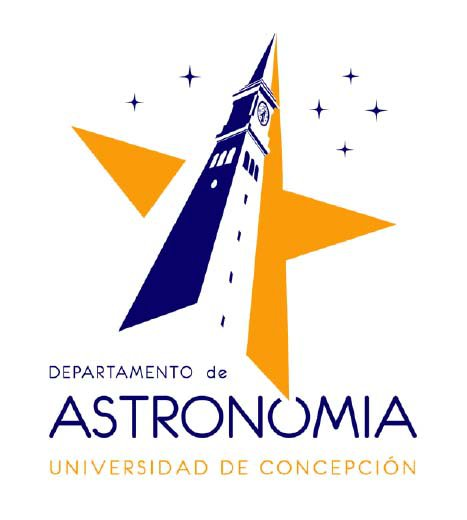 DEPARTAMENTO de
ASTRONOMIA
UNIVERSIDAD DE CONCEPCIÓN